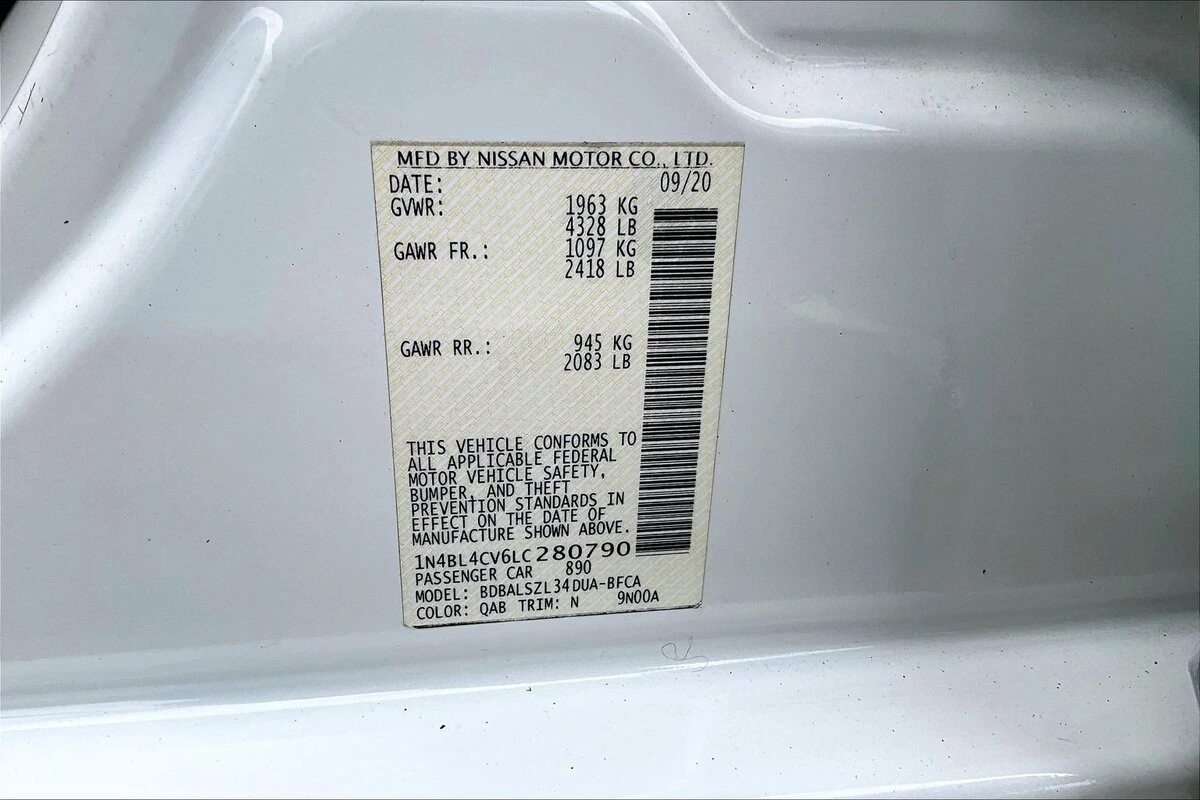 MFD BY NISSAN MOTOR CO., LTD.
DATE: 09/20
GVWR: 1963 KG
4328 LB
GAWR FR.: 1097 KG
2418 LB
GAWR RR.: 945 KG
2083 LB
THIS VEHICLE CONFORMS TO
ALL APPLICABLE FEDERAL
MOTOR VEHICLE SAFETY,
BUMPER, AND THEFT
PREVENTION STANDARDS IN
EFFECT ON THE DATE OF
MANUFACTURE SHOWN ABOVE.
1N4BL4CV6LC280790
PASSENGER CAR 890
MODEL: BDBALSZL34DUA-BFCA
COLOR: QAB TRIM: N 9N00A